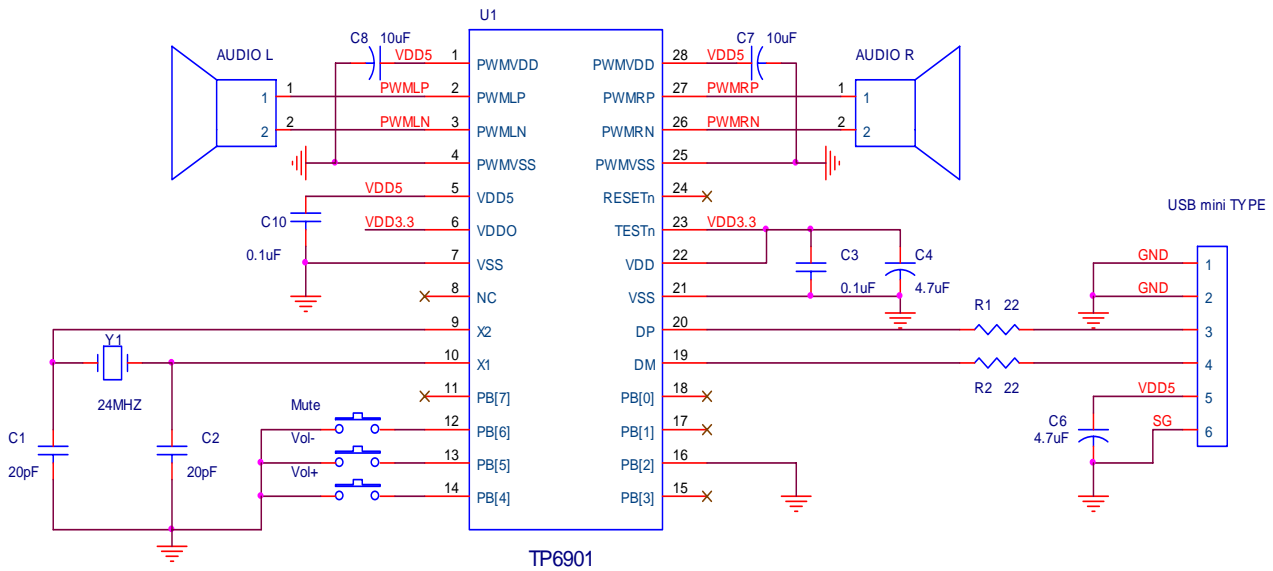 U1
C8 10uF
C7 10uF
AUDIO L
VDD5 1 PWMVDD
PWMVDD 28 VDD5
AUDIO R
1 1 PWMLP 2 PWMLP
PWMRP 27 PWMRP 1 1
2 2 PWMLN 3 PWMLN
PWMRN 26 PWMRN 2 2
4 PWMVSS
PWMVSS 25
VDD5 5 VDD5
RESETn 24
USB mini TYPE
C10
VDD3.3 6 VDDO
TESTn 23 VDD3.3
0.1uF
7 VSS
VDD 22
C3
0.1uF
C4
4.7uF
GND 1
8 NC
VSS 21
GND 2
9 X2
DP 20
R1 22
3
Y1
24MHZ
10 X1
DM 19
R2 22
4
11 PB[7]
PB[0] 18
VDD5 5
C1
20pF
C2
20pF
Mute
12 PB[6]
PB[1] 17
C6
4.7uF
SG 6
Vol-
13 PB[5]
PB[2] 16
Vol+
14 PB[4]
PB[3] 15
TP6901